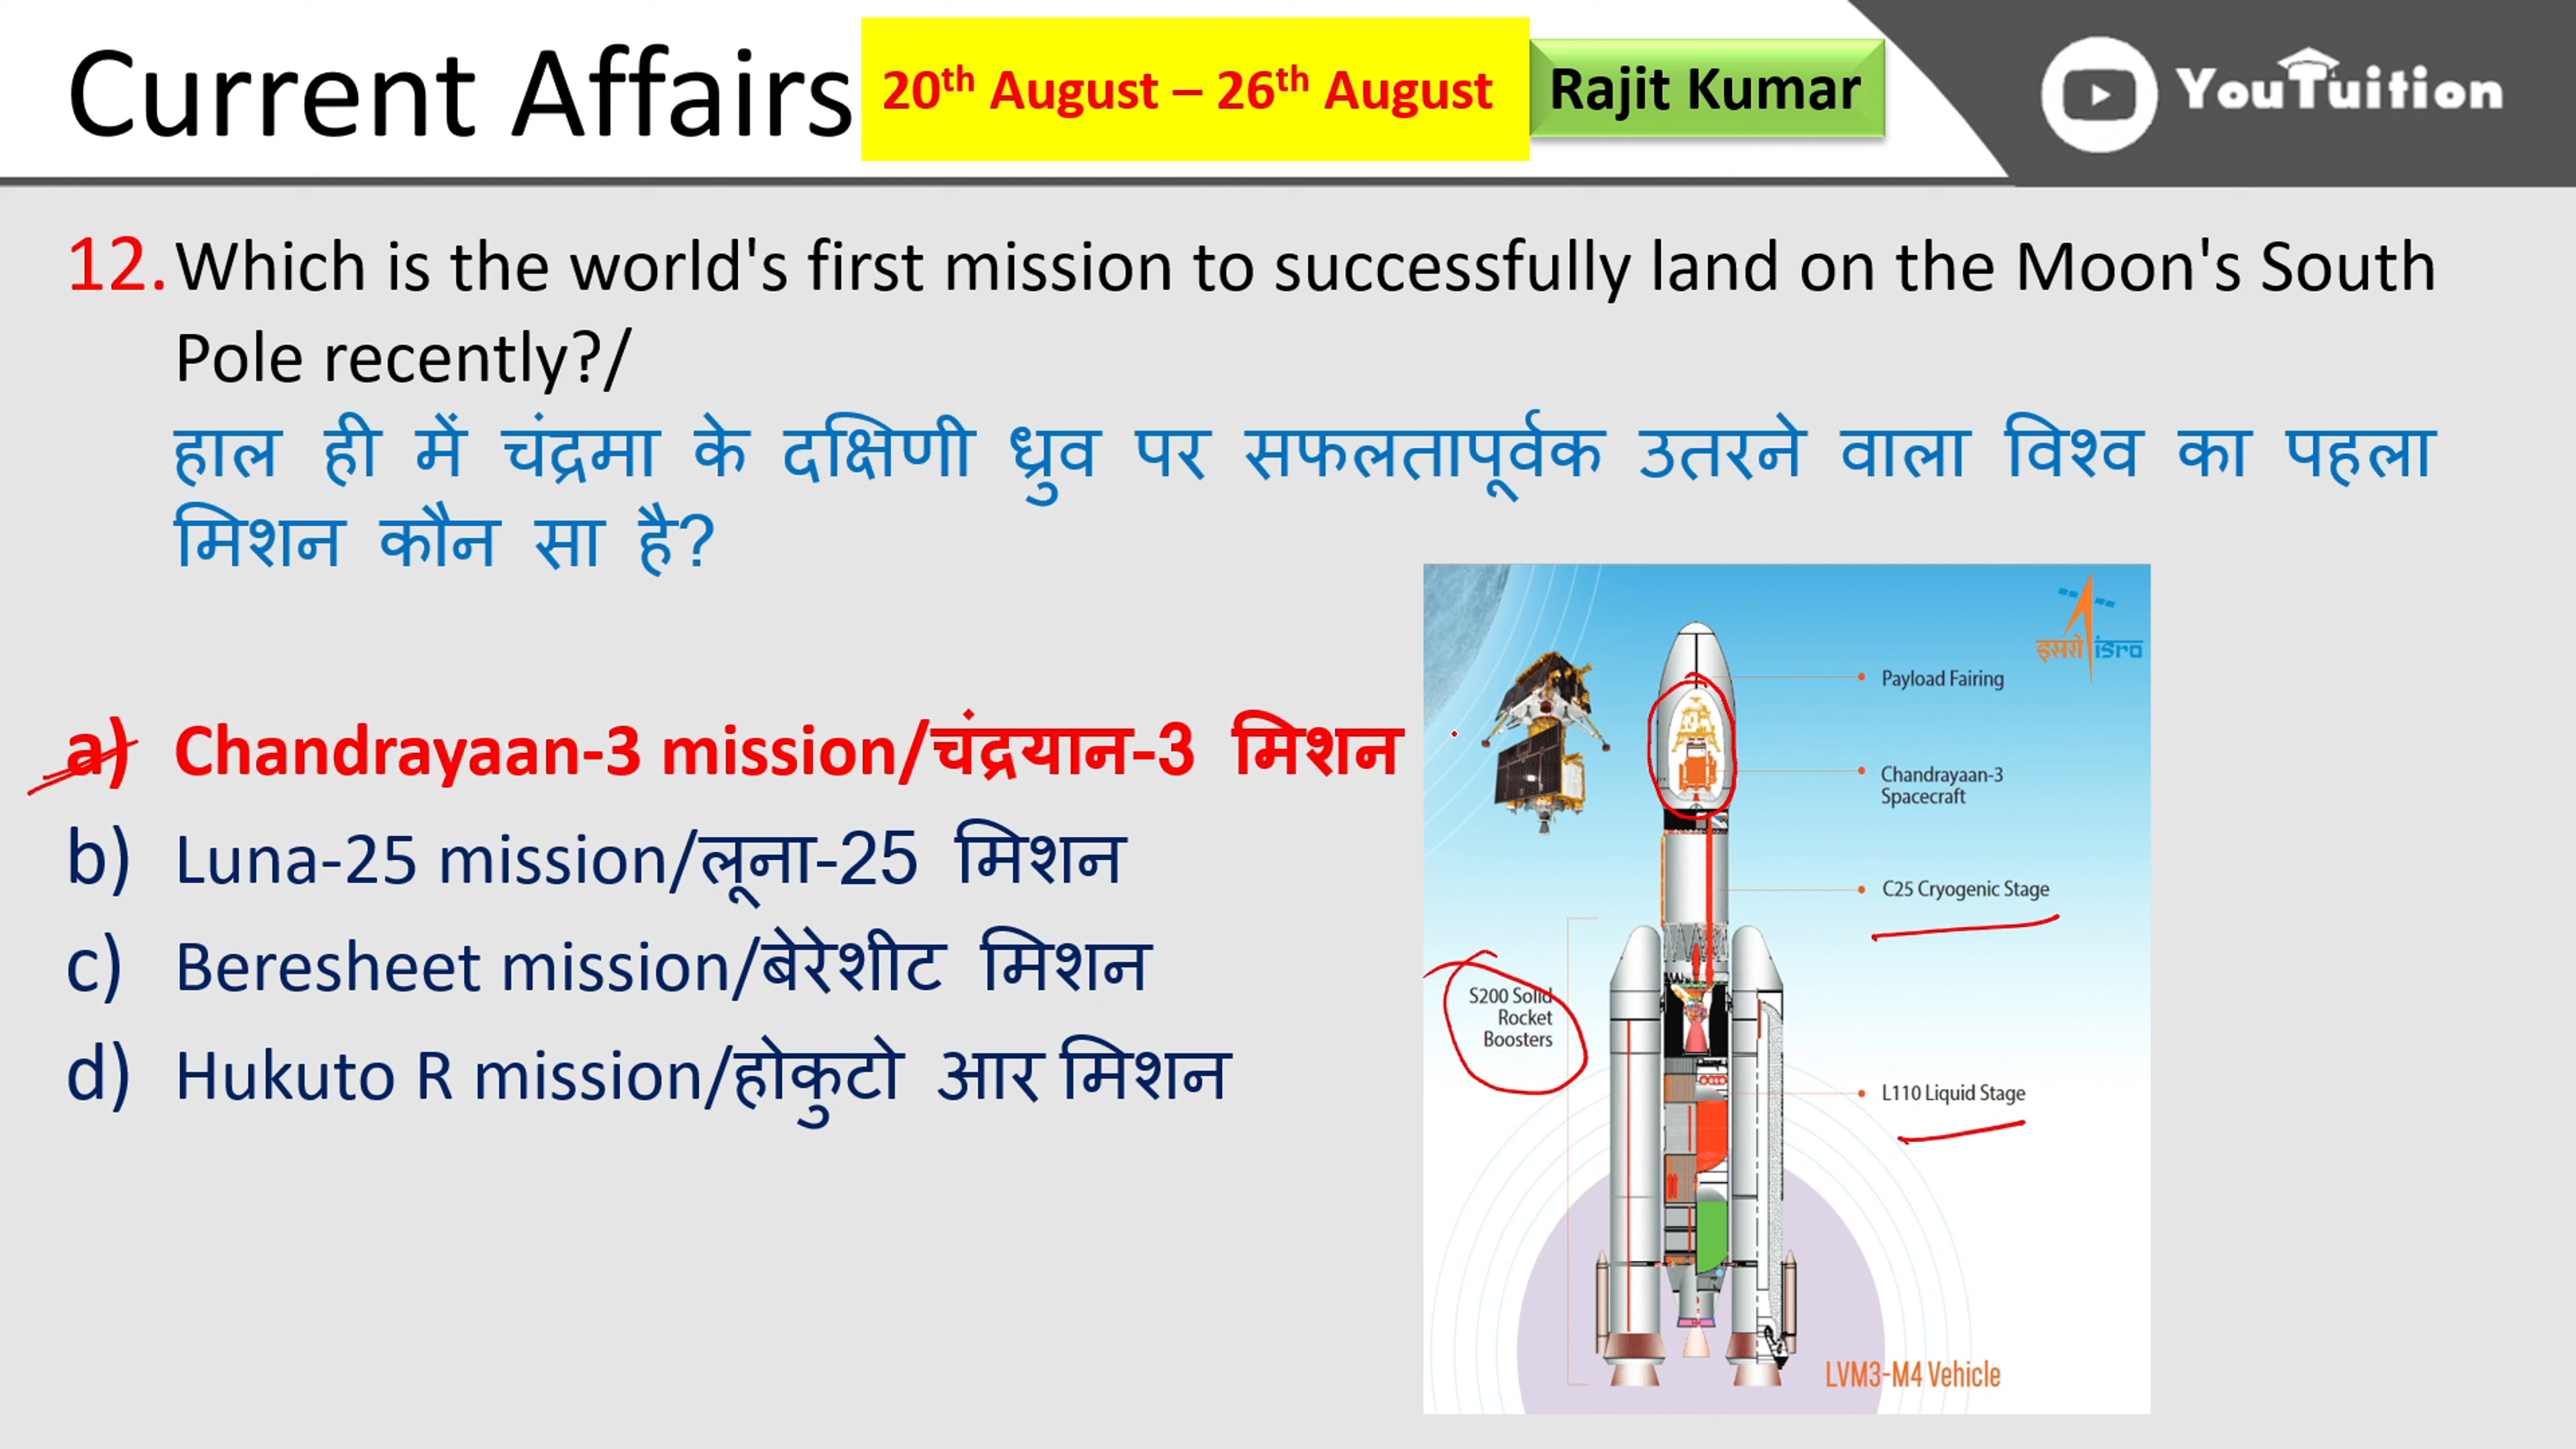 Current Affairs 20th August – 26th August Rajit Kumar YouTuition
12. Which is the world's first mission to successfully land on the Moon's South
Pole recently?/
हाल ही में चंद्रमा के दक्षिणी ध्रुव पर सफलतापूर्वक उतरने वाला विश्व का पहला
मिशन कौन सा है?
a) Chandrayaan-3 mission/चंद्रयान-3 मिशन
b) Luna-25 mission/लूना-25 मिशन
c) Beresheet mission/बेरेशीट मिशन
d) Hukuto R mission/होकुटो आर मिशन
इसरो isro
Payload Fairing
Chandrayaan-3
Spacecraft
C25 Cryogenic Stage
S200 Solid
Rocket
Boosters
L110 Liquid Stage
LVM3-M4 Vehicle